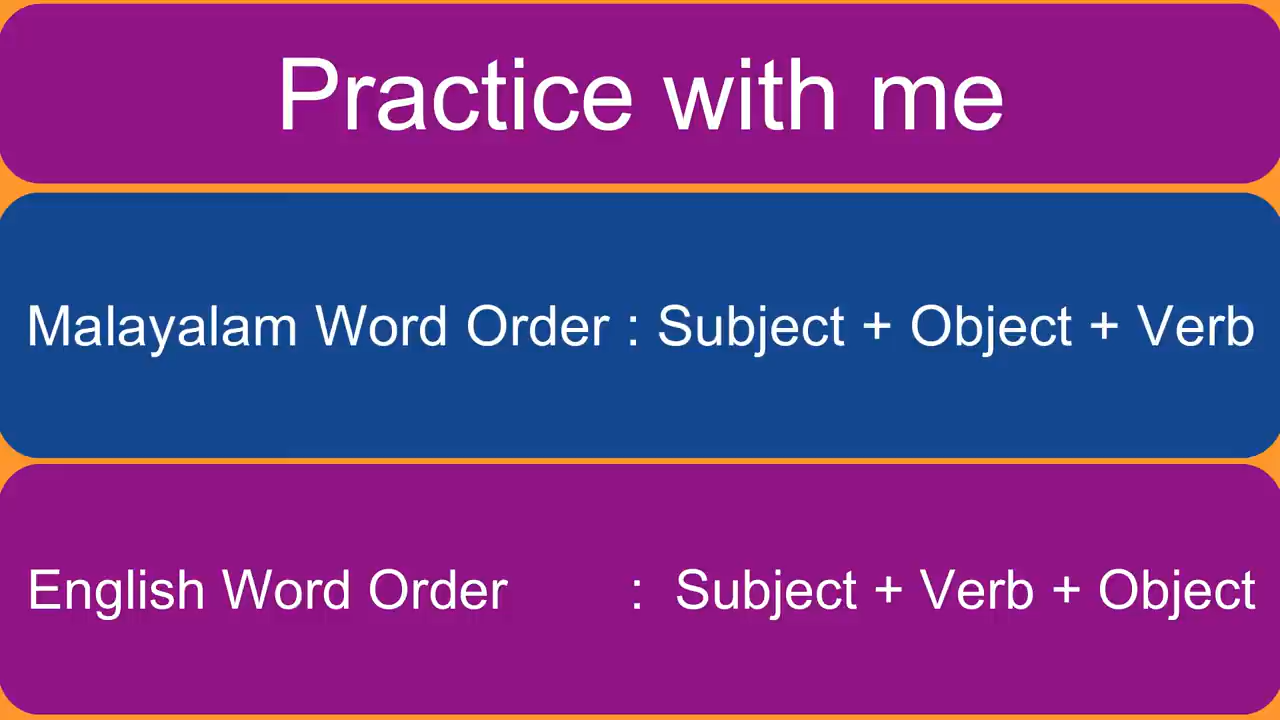 Practice with me
Malayalam Word Order : Subject + Object + Verb
English Word Order : Subject + Verb + Object